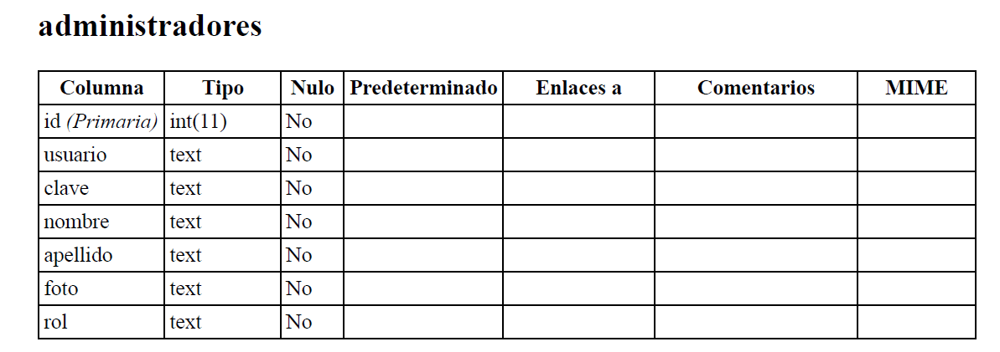 administradores
Columna Tipo Nulo Predeterminado Enlaces a Comentarios MIME
id (Primaria) int(11) No
usuario text No
clave text No
nombre text No
apellido text No
foto text No
rol text No